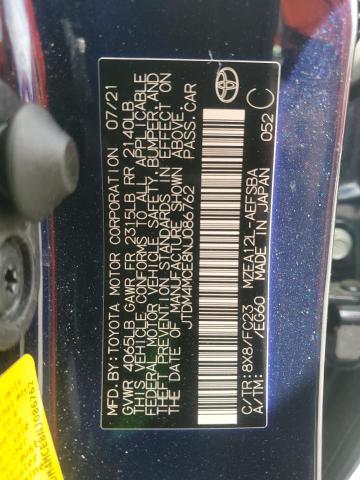 MFD.BY:TOYOTA MOTOR CORPORATION 07/21
GVWR 4065LB GAWR FR 2315LB RR 2140LB
THIS VEHICLE CONFORMS TO ALL APPLICABLE
FEDERAL MOTOR VEHICLE SAFETY, BUMPER, AND
THEFT PREVENTION STANDARDS IN EFFECT ON
THE DATE OF MANUFACTURE SHOWN ABOVE.
JTDM4MCE8NJ086762 PASS.CAR
C/TR:8X8/FC23 MZEA12L-AEFSBA
A/TM: /EG60 MADE IN JAPAN
052
C
TOYOTA